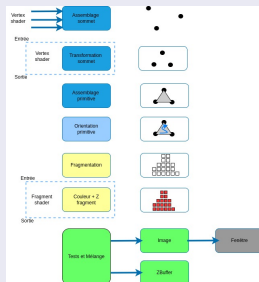 Vertex
shader
Assemblage
sommet
Entrée
Vertex
shader
Transformation
sommet
Sortie
Assemblage
primitive
Orientation
primitive
Fragmentation
Entrée
Fragment
shader
Couleur + Z
fragment
Sortie
Tests et Mélange
Image
Fenêtre
ZBuffer